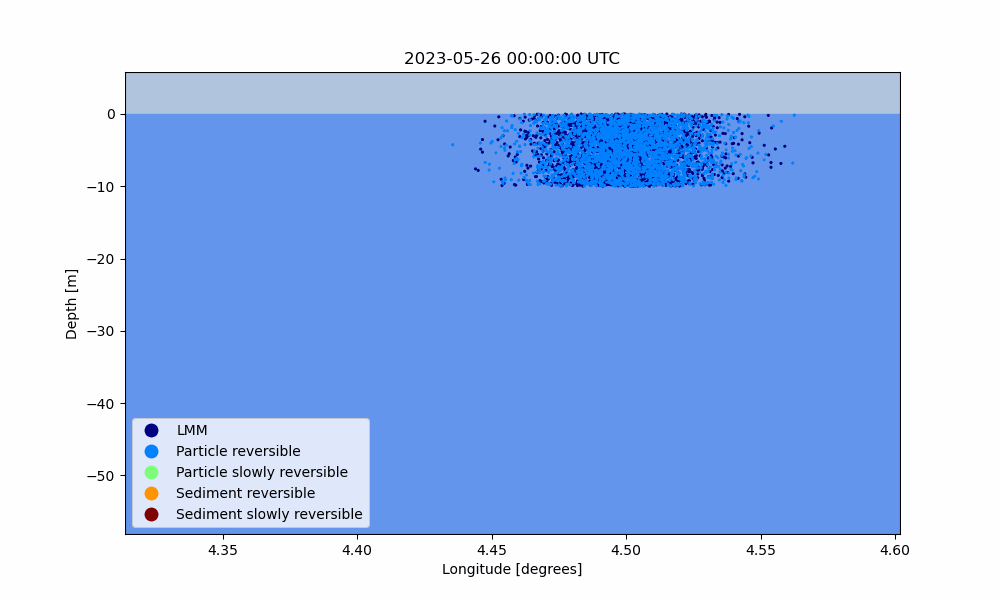 2023-05-26 00:00:00 UTC
0
−10
−20
−30
−40
−50
Depth [m]
LMM
Particle reversible
Particle slowly reversible
Sediment reversible
Sediment slowly reversible
4.35 4.40 4.45 4.50 4.55 4.60
Longitude [degrees]